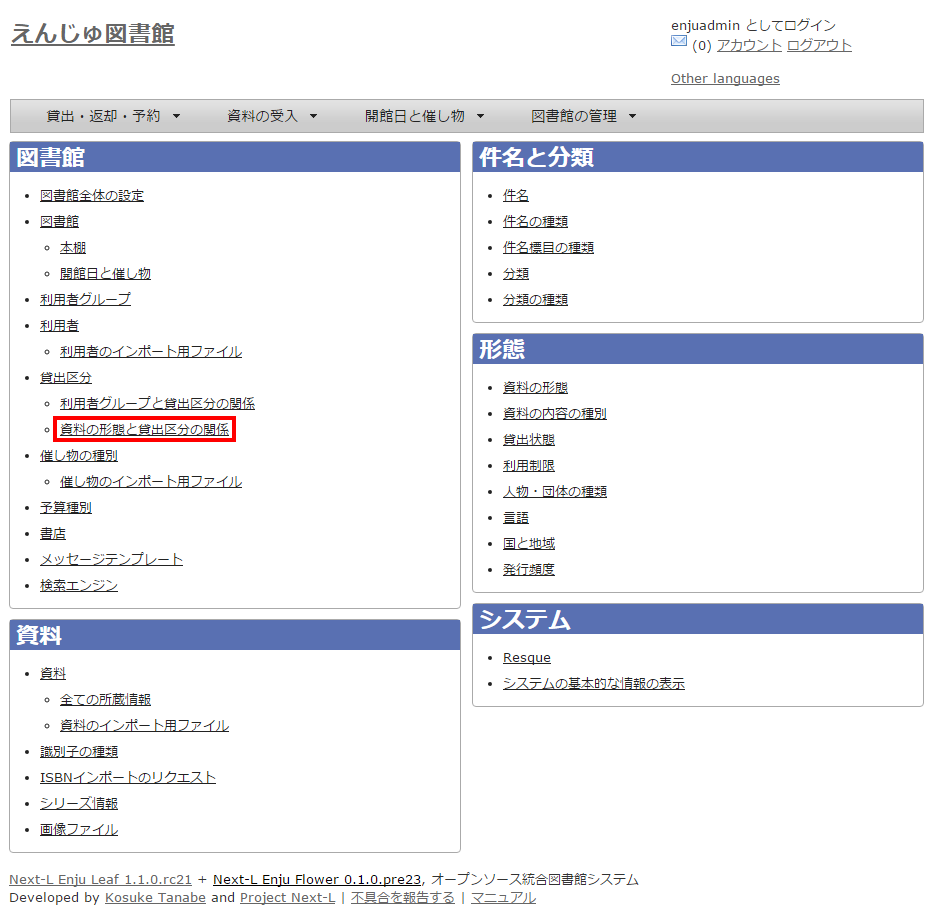 えんじゅ図書館
enjuadmin としてログイン
(0) アカウント ログアウト
Other languages
貸出・返却・予約 資料の受入 開館日と催し物 図書館の管理
図書館
図書館全体の設定
図書館
本棚
開館日と催し物
利用者グループ
利用者
利用者のインポート用ファイル
貸出区分
利用者グループと貸出区分の関係
資料の形態と貸出区分の関係
催し物の種別
催し物のインポート用ファイル
予算種別
書店
メッセージテンプレート
検索エンジン
資料
資料
全ての所蔵情報
資料のインポート用ファイル
識別子の種類
ISBNインポートのリクエスト
シリーズ情報
画像ファイル
件名と分類
件名
件名の種類
件名標目の種類
分類
分類の種類
形態
資料の形態
資料の内容の種別
貸出状態
利用制限
人物・団体の種類
言語
国と地域
発行頻度
システム
Resque
システムの基本的な情報の表示
Next-L Enju Leaf 1.1.0.rc21 + Next-L Enju Flower 0.1.0.pre23, オープンソース統合図書館システム
Developed by Kosuke Tanabe and Project Next-L | 不具合を報告する | マニュアル